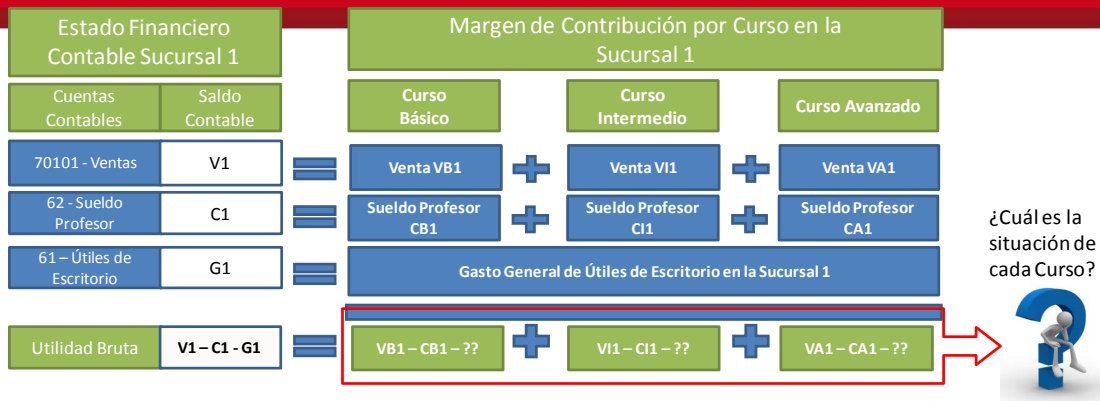 Estado Financiero
Contable Sucursal 1
Margen de Contribución por Curso en la
Sucursal 1
Cuentas
Contables
Saldo
Contable
Curso
Básico
Curso
Intermedio
Curso Avanzado
70101 - Ventas
V1
Venta VB1
Venta VI1
Venta VA1
62 - Sueldo
Profesor
C1
Sueldo Profesor
CB1
Sueldo Profesor
CI1
Sueldo Profesor
CA1
61 – Útiles de
Escritorio
G1
Gasto General de Útiles de Escritorio en la Sucursal 1
¿Cuál es la
situación de
cada Curso?
Utilidad Bruta
V1 – C1 - G1
VB1 – CB1 – ??
VI1 – CI1 – ??
VA1 – CA1 – ??